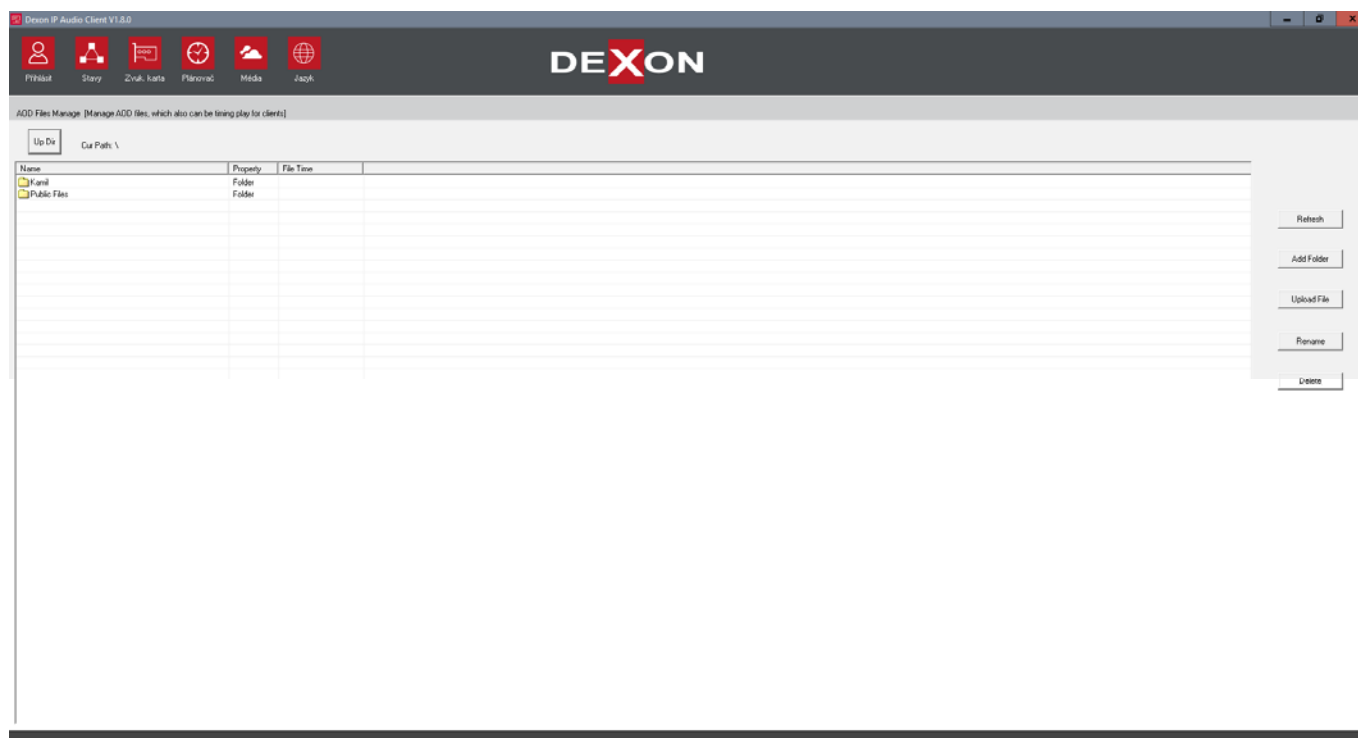 Dexon IP Audio Client V1.8.0
Přihlásit Stavy Zvuk. karta Plánovač Média Jazyk
DEXON
AOD Files Manage [Manage AOD files, which also can be timing play for clients]
Up Dir Cur Path: \
Name Property File Time
Kamil Folder
Public Files Folder
Refresh
Add Folder
Upload File
Rename
Delete